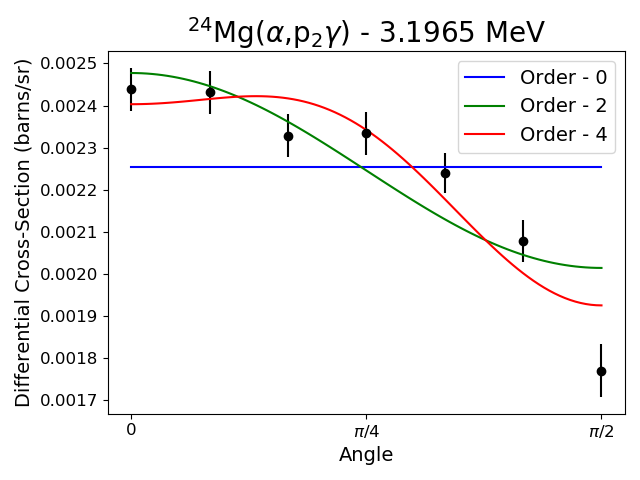 ²⁴Mg(α,p₂γ) - 3.1965 MeV
Differential Cross-Section (barns/sr)
0.0025
0.0024
0.0023
0.0022
0.0021
0.0020
0.0019
0.0018
0.0017
Order - 0
Order - 2
Order - 4
0
π/4
π/2
Angle